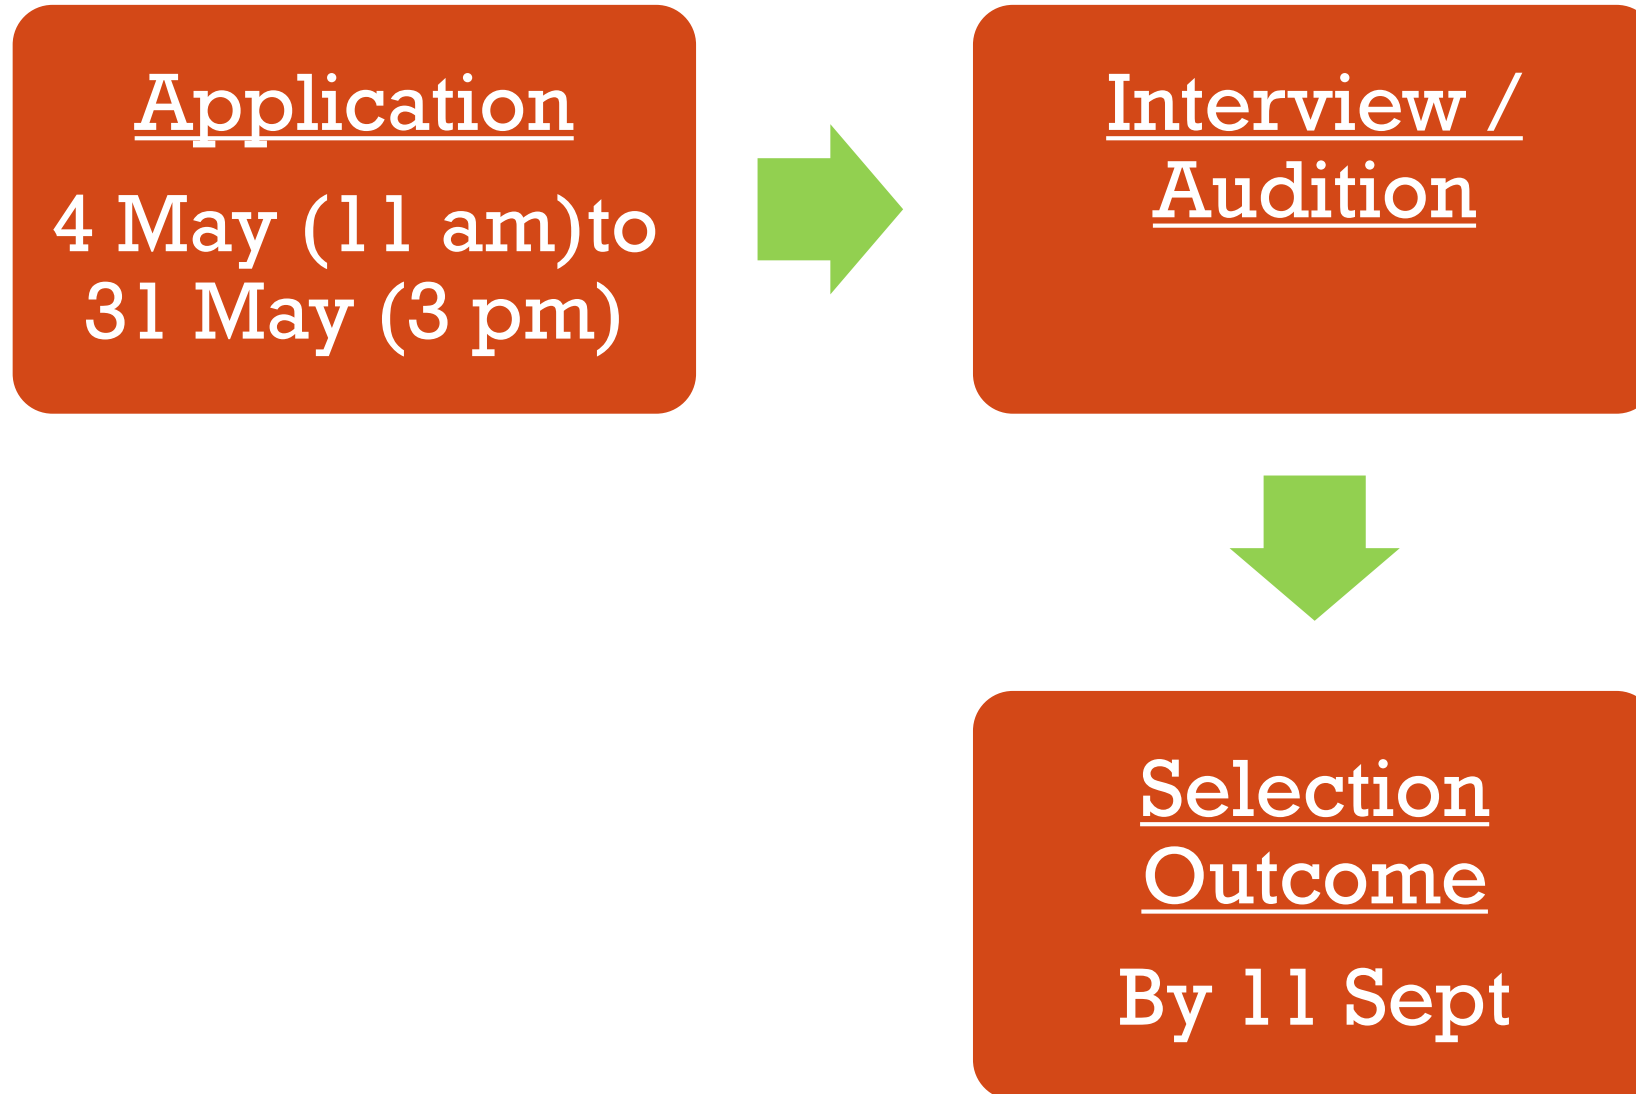 Application
4 May (11 am)to
31 May (3 pm)
Interview /
Audition
Selection
Outcome
By 11 Sept